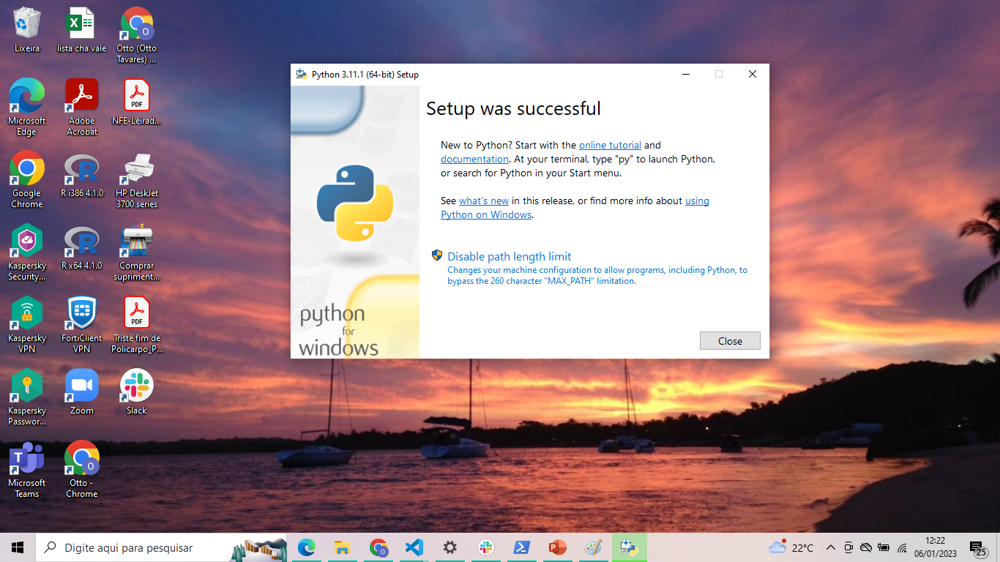 Lixeira
lista cha vale
Otto (Otto
Tavares) ...
Microsoft
Edge
Adobe
Acrobat
PDF
NFE-Leirad...
Google
Chrome
R i386 4.1.0
HP DeskJet
3700 series
Kaspersky
Security...
R x64 4.1.0
Comprar
supriment...
Kaspersky
VPN
FortiClient
VPN
PDF
Triste fim de
Policarpo_P...
Kaspersky
Passwor...
Zoom
Slack
Microsoft
Teams
Otto -
Chrome
Python 3.11.1 (64-bit) Setup
Setup was successful
New to Python? Start with the online tutorial and
documentation. At your terminal, type "py" to launch Python,
or search for Python in your Start menu.
See what's new in this release, or find more info about using
Python on Windows.
Disable path length limit
Changes your machine configuration to allow programs, including Python, to
bypass the 260 character "MAX_PATH" limitation.
python
for
windows
Close
Digite aqui para pesquisar
22°C
12:22
06/01/2023
25